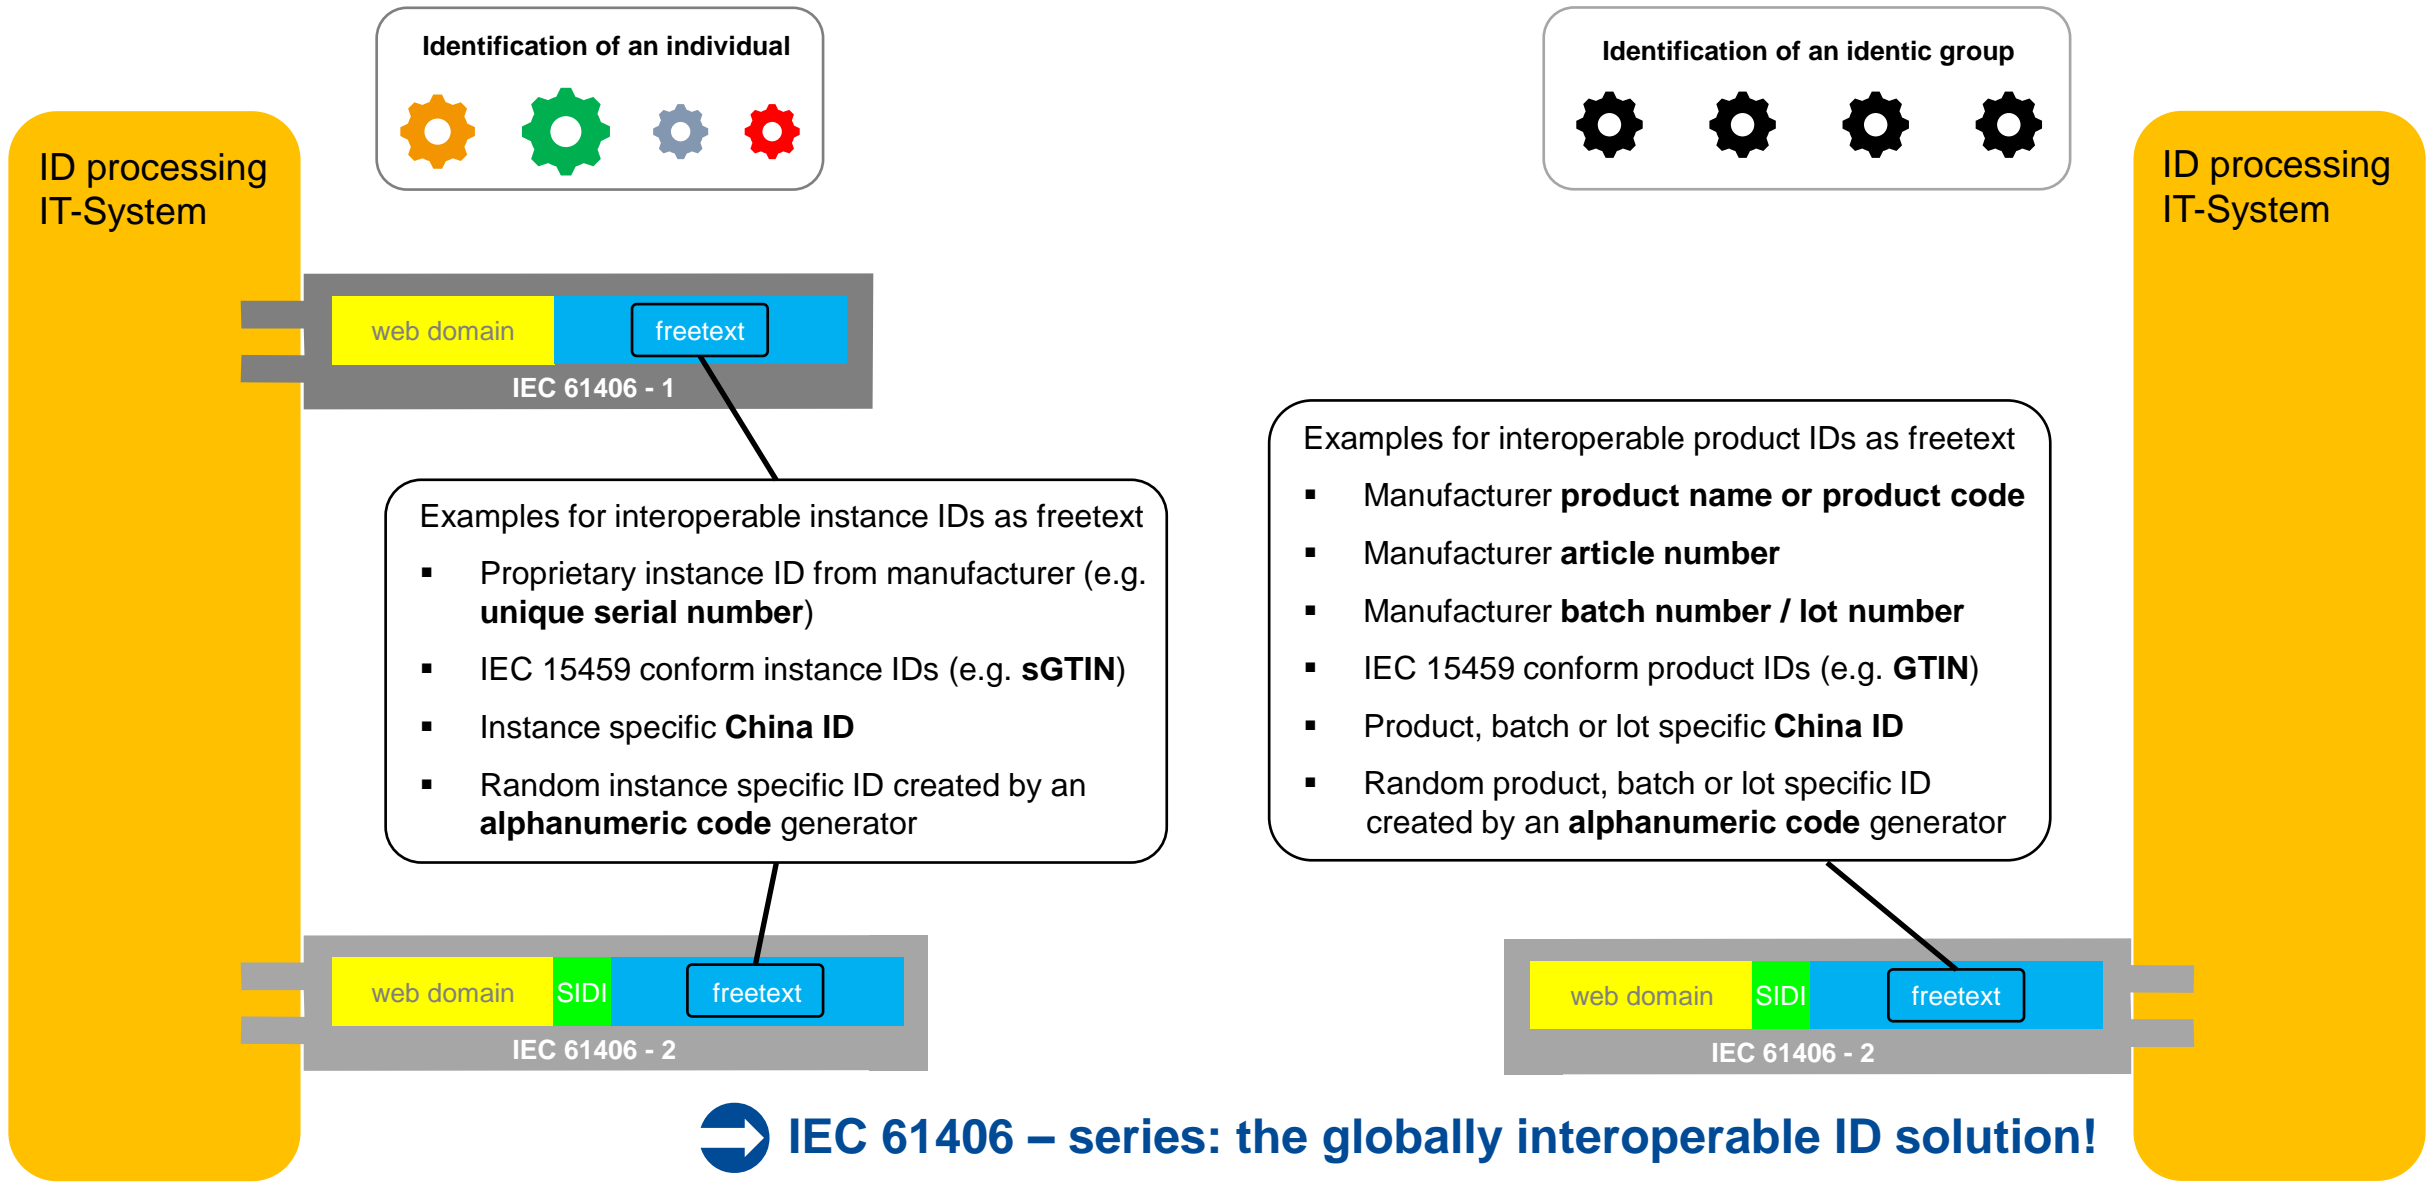 Identification of an individual
Identification of an identic group
ID processing
IT-System
ID processing
IT-System
web domain
freetext
IEC 61406 - 1
Examples for interoperable instance IDs as freetext
▪ Proprietary instance ID from manufacturer (e.g.
unique serial number)
▪ IEC 15459 conform instance IDs (e.g. sGTIN)
▪ Instance specific China ID
▪ Random instance specific ID created by an
alphanumeric code generator
Examples for interoperable product IDs as freetext
▪ Manufacturer product name or product code
▪ Manufacturer article number
▪ Manufacturer batch number / lot number
▪ IEC 15459 conform product IDs (e.g. GTIN)
▪ Product, batch or lot specific China ID
▪ Random product, batch or lot specific ID
created by an alphanumeric code generator
web domain
SIDI
freetext
IEC 61406 - 2
web domain
SIDI
freetext
IEC 61406 - 2
IEC 61406 – series: the globally interoperable ID solution!